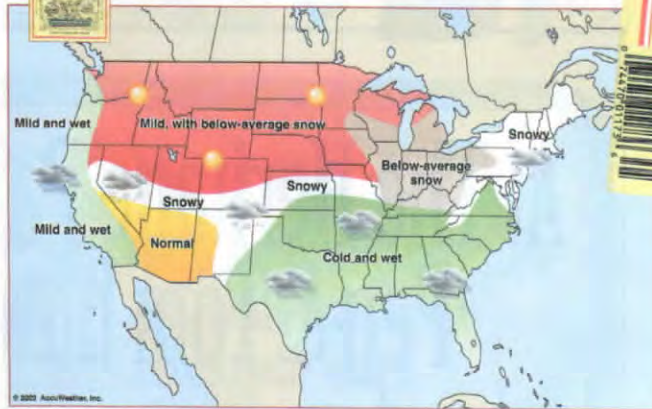 Mild and wet
Mild, with below-average snow
Snowy
Below-average
snow
Snowy
Snowy
Mild and wet
Normal
Cold and wet
AccuWeather, Inc.